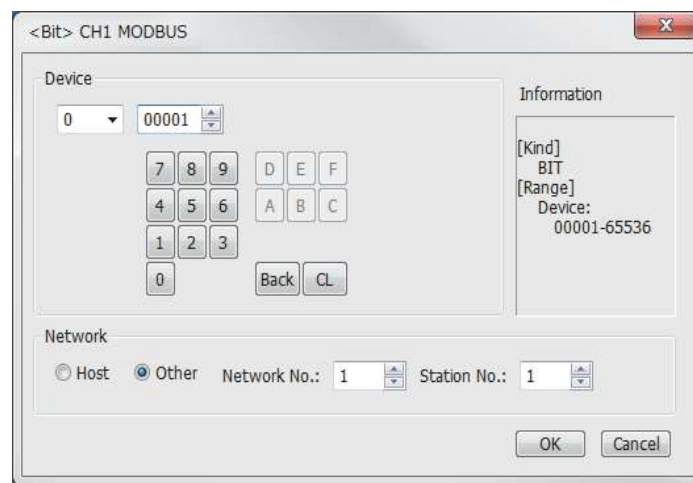 <Bit> CH1 MODBUS
X
Device
0 00001
Information
[Kind]
BIT
[Range]
Device:
00001-65536
7 8 9 D E F
4 5 6 A B C
1 2 3
0 Back CL
Network
Host Other Network No.: 1 Station No.: 1
OK Cancel